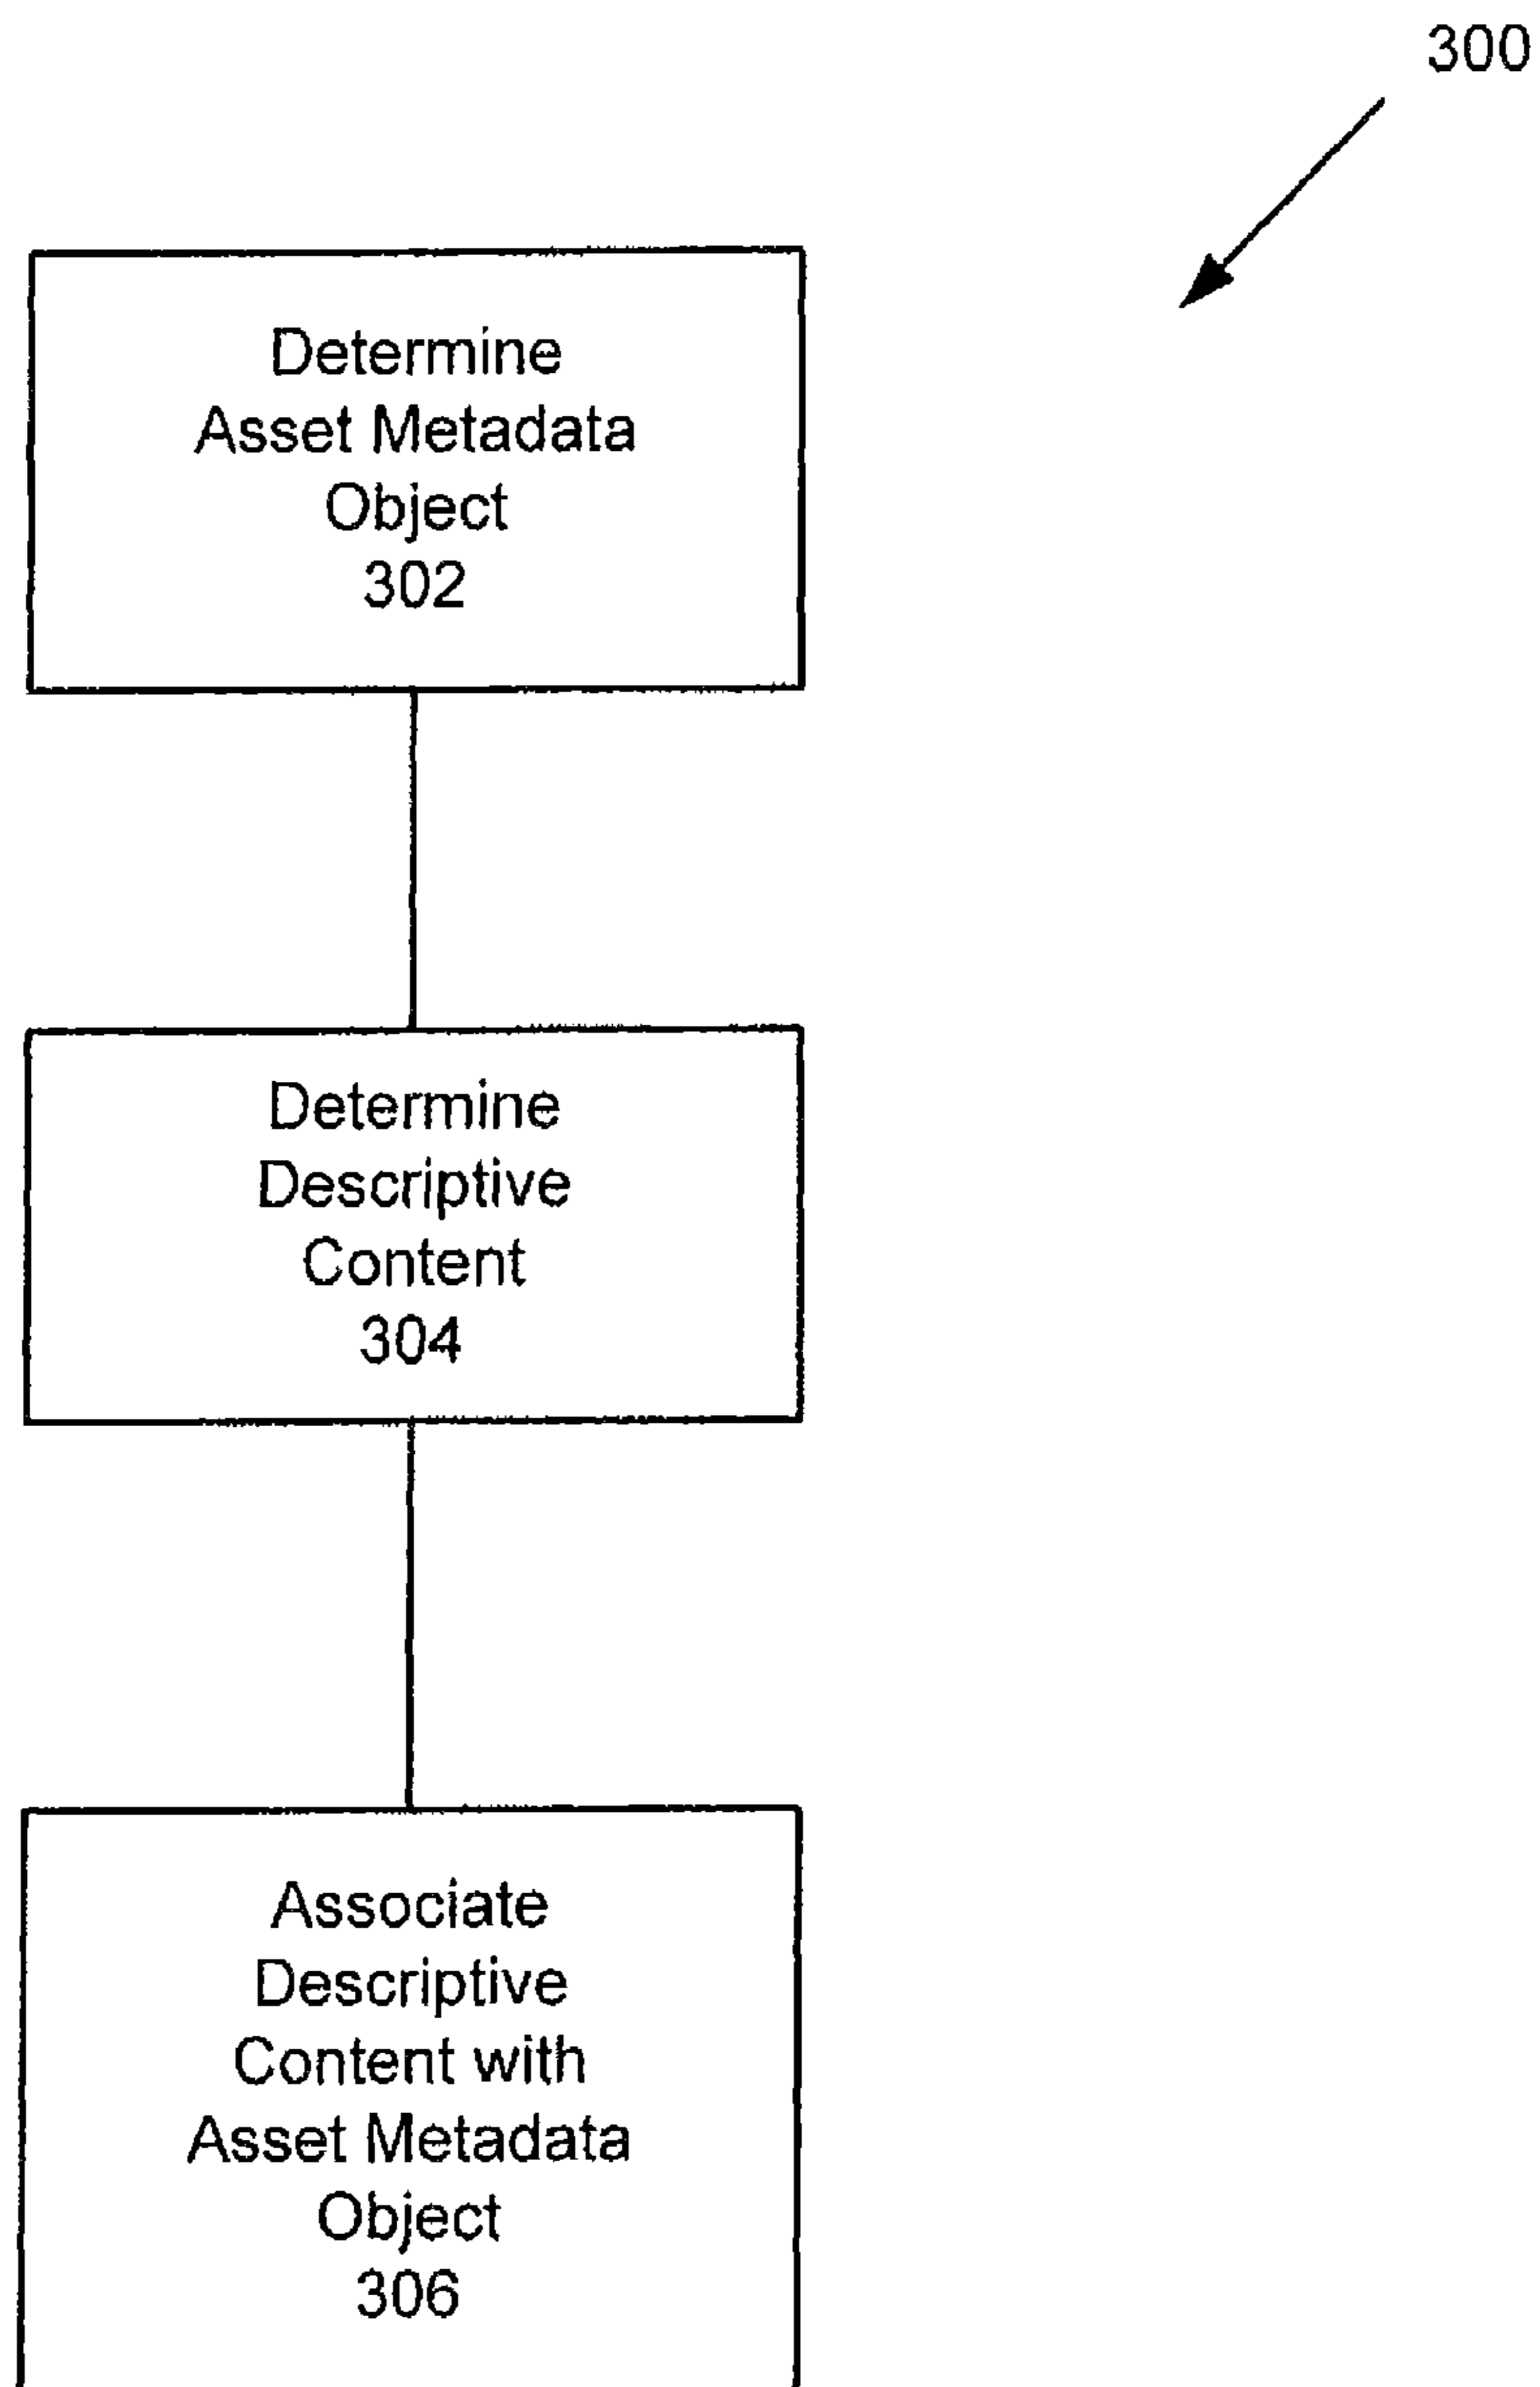 300
Determine
Asset Metadata
Object
302
Determine
Descriptive
Content
304
Associate
Descriptive
Content with
Asset Metadata
Object
306